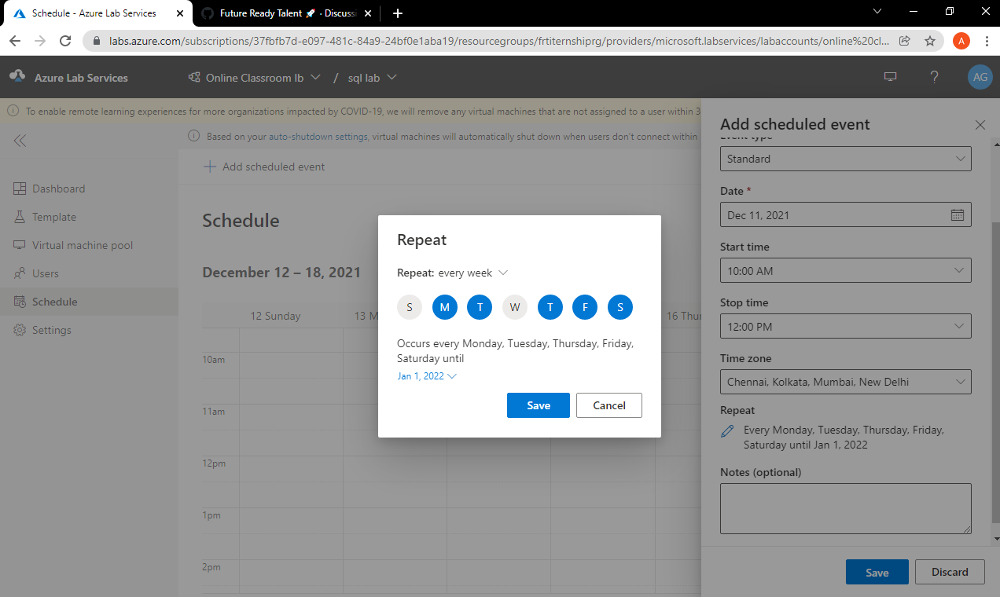 Schedule - Azure Lab Services
Future Ready Talent 🚀 · Discussi
labs.azure.com/subscriptions/37fbfb7d-e097-481c-84a9-24bf0e1aba19/resourcegroups/frtiternshiprg/providers/microsoft.labservices/labaccounts/online%20cl...
A
Azure Lab Services
Online Classroom lb / sql lab
AG
To enable remote learning experiences for more organizations impacted by COVID-19, we will remove any virtual machines that are not assigned to a user within 3
Based on your auto-shutdown settings, virtual machines will automatically shut down when users don't connect within
Add scheduled event
Dashboard
Template
Virtual machine pool
Users
Schedule
Settings
Schedule
December 12 – 18, 2021
12 Sunday
13 M
16 Thur
10am
11am
12pm
1pm
2pm
Repeat
Repeat: every week
S M T W T F S
Occurs every Monday, Tuesday, Thursday, Friday,
Saturday until
Jan 1, 2022
Save
Cancel
Add scheduled event
Event type
Standard
Date *
Dec 11, 2021
Start time
10:00 AM
Stop time
12:00 PM
Time zone
Chennai, Kolkata, Mumbai, New Delhi
Repeat
Every Monday, Tuesday, Thursday, Friday,
Saturday until Jan 1, 2022
Notes (optional)
Save
Discard